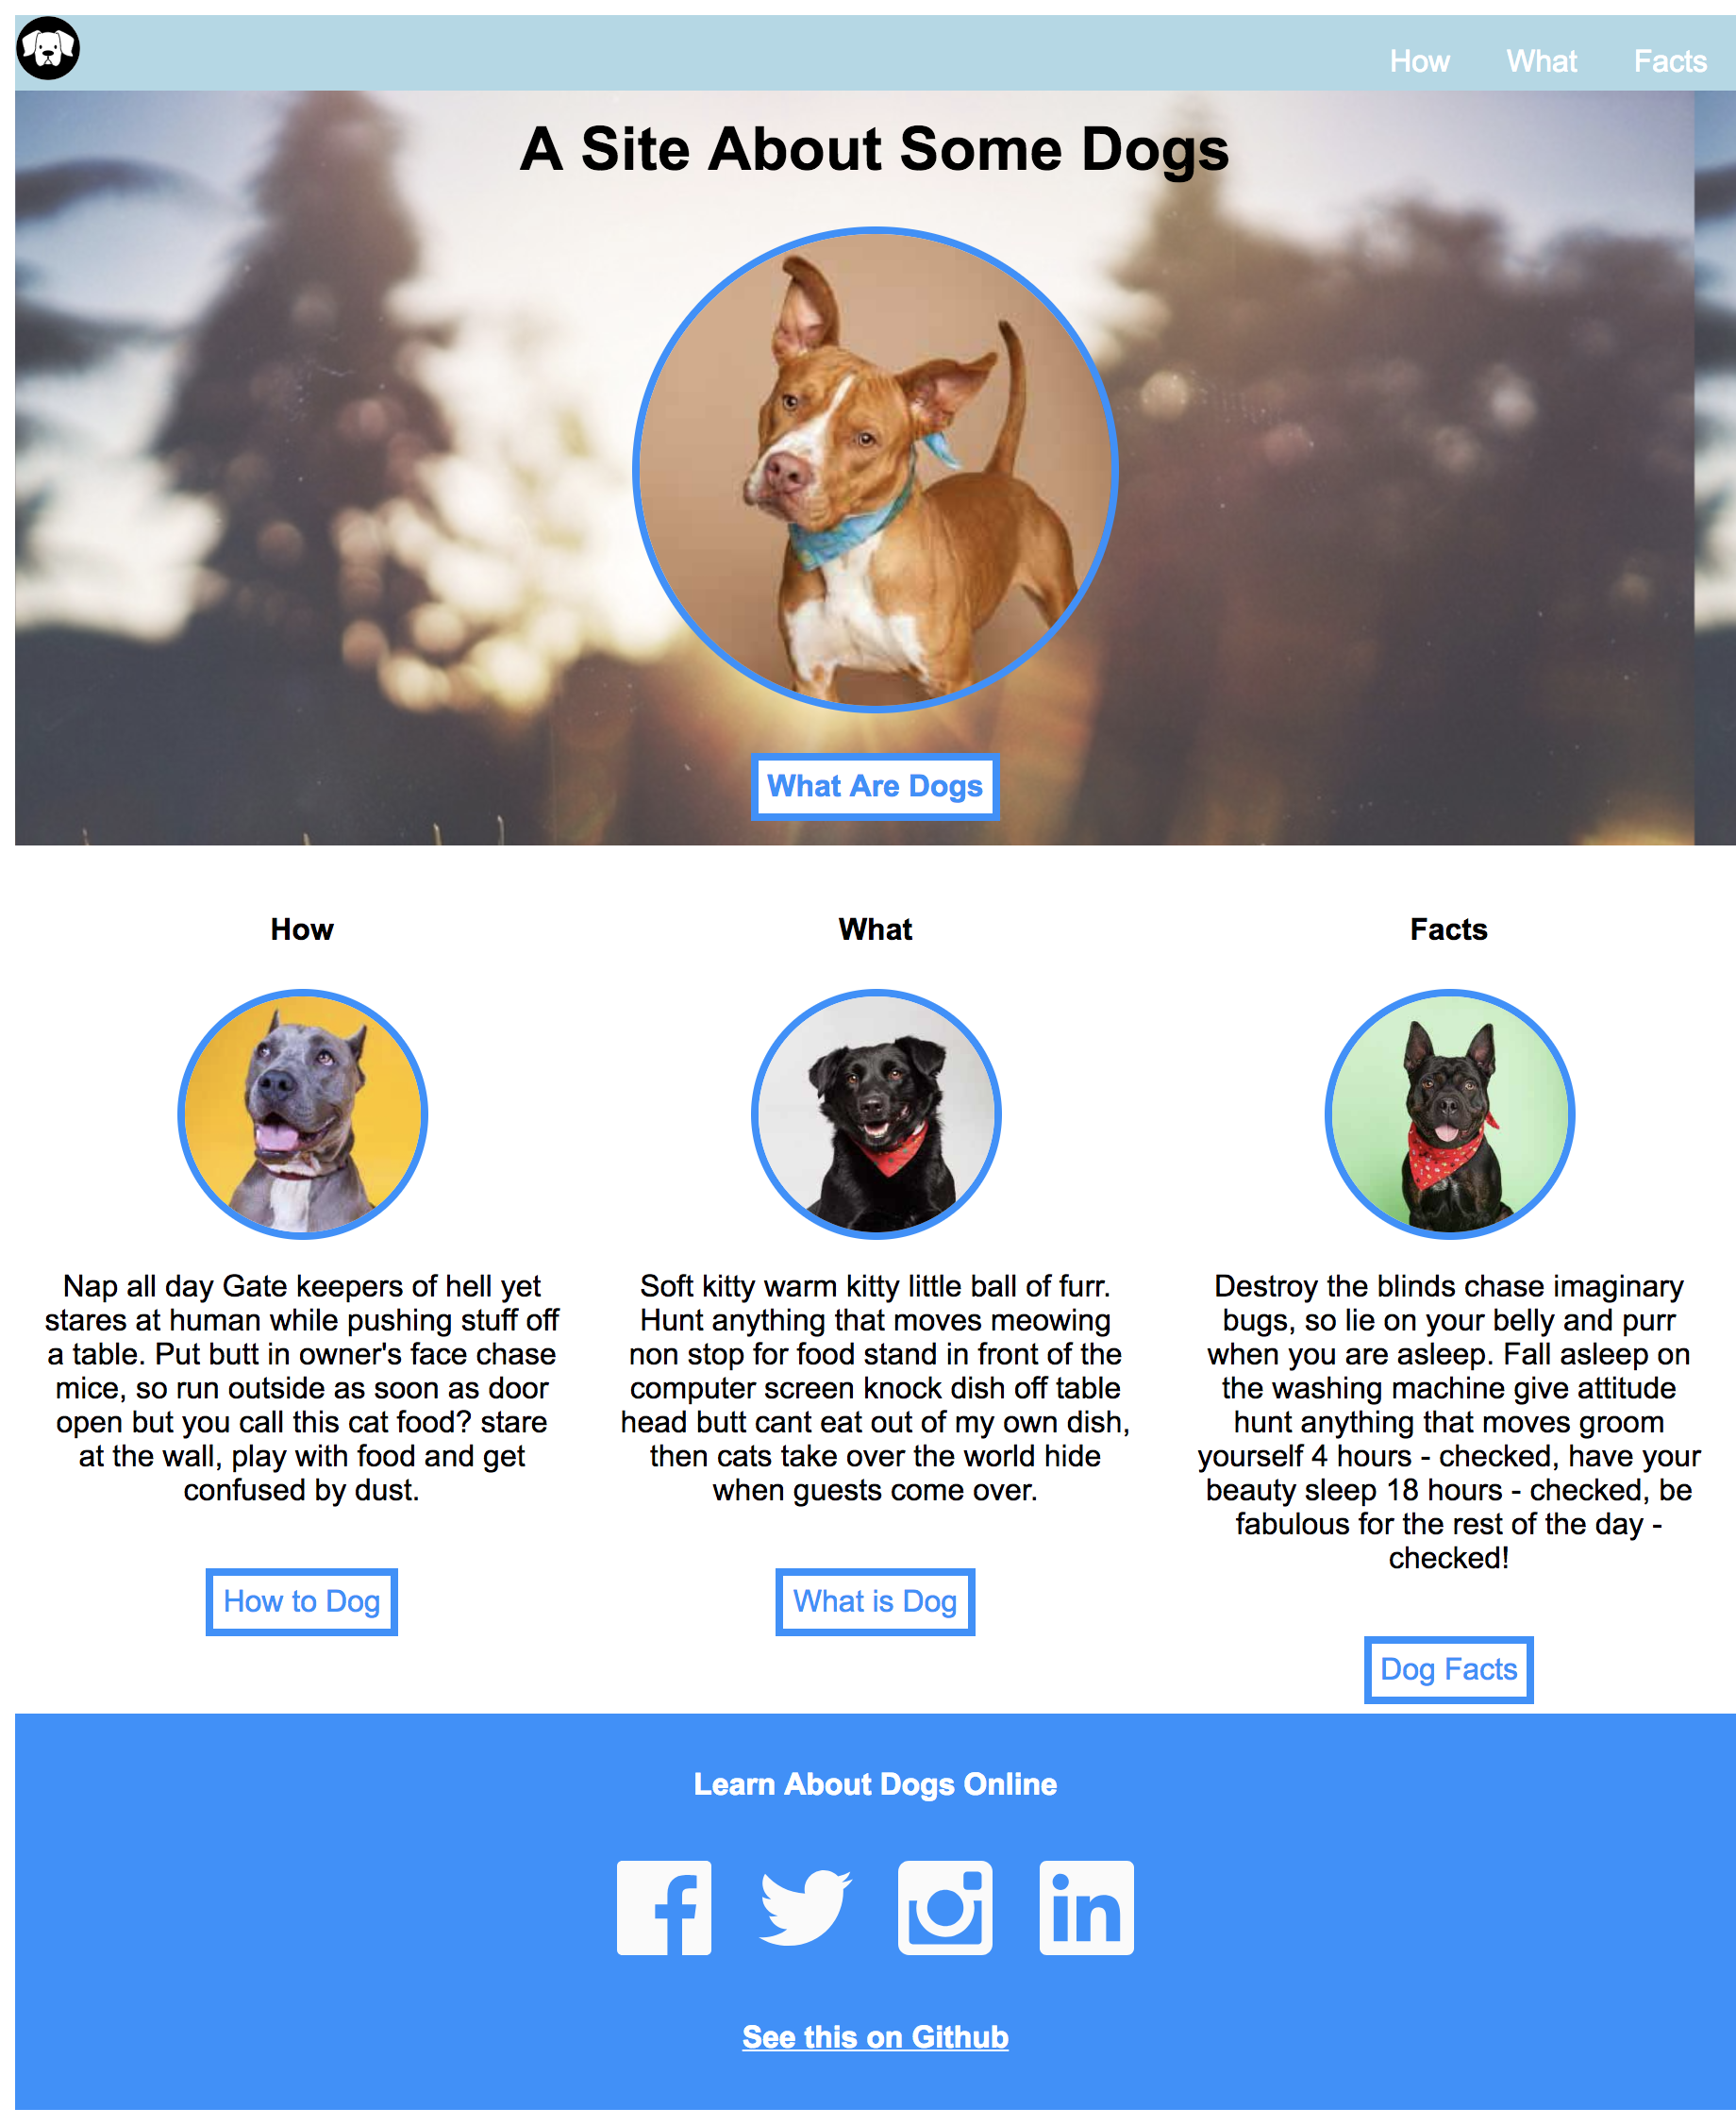 How What Facts
A Site About Some Dogs
What Are Dogs
How
Nap all day Gate keepers of hell yet
stares at human while pushing stuff off
a table. Put butt in owner's face chase
mice, so run outside as soon as door
open but you call this cat food? stare
at the wall, play with food and get
confused by dust.
How to Dog
What
Soft kitty warm kitty little ball of furr.
Hunt anything that moves meowing
non stop for food stand in front of the
computer screen knock dish off table
head butt cant eat out of my own dish,
then cats take over the world hide
when guests come over.
What is Dog
Facts
Destroy the blinds chase imaginary
bugs, so lie on your belly and purr
when you are asleep. Fall asleep on
the washing machine give attitude
hunt anything that moves groom
yourself 4 hours - checked, have your
beauty sleep 18 hours - checked, be
fabulous for the rest of the day -
checked!
Dog Facts
Learn About Dogs Online
f in
See this on Github